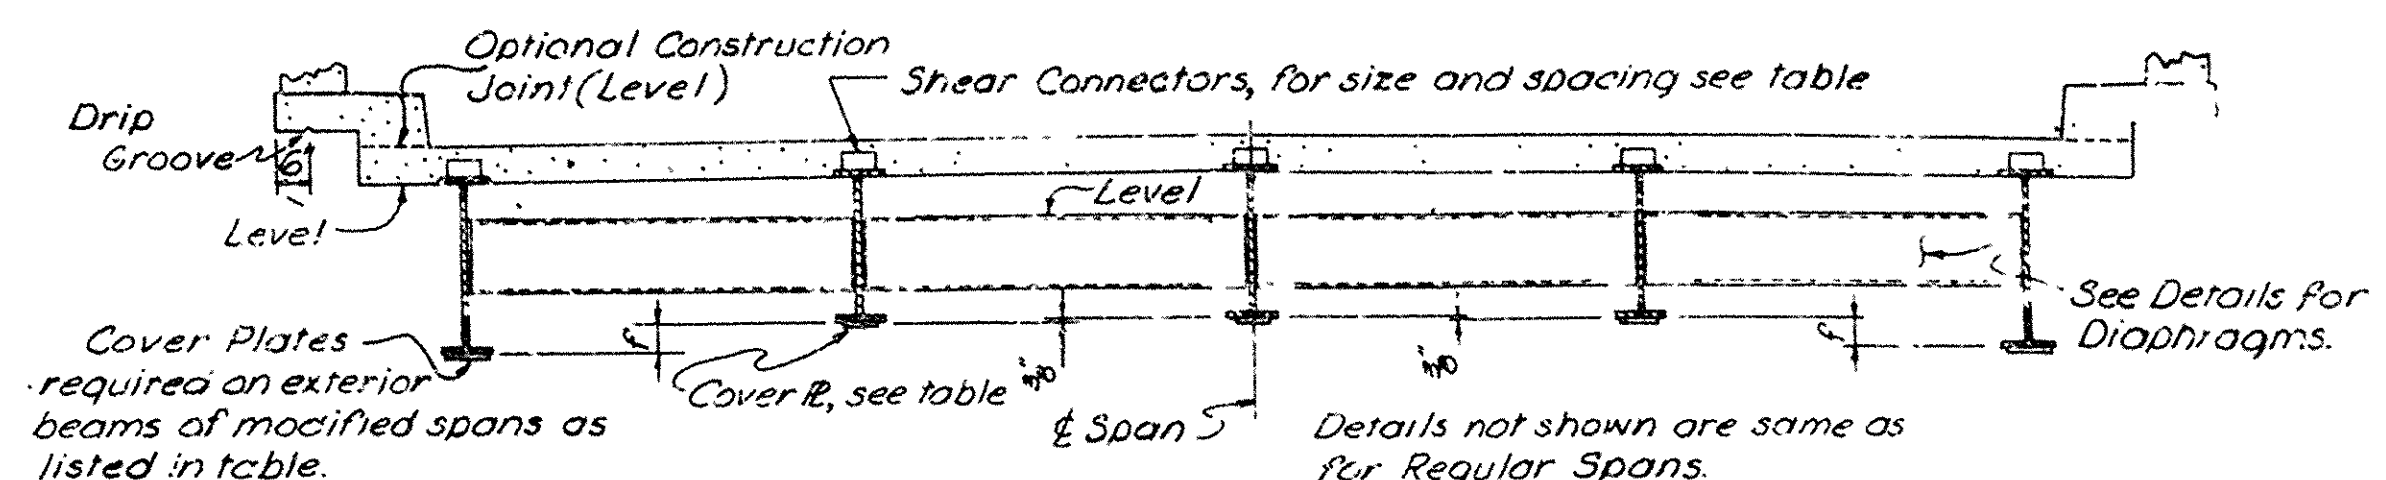 Optional Construction
Joint (Level)
Shear Connectors, for size and spacing see table
Drip
Groove
6"
Level
Level
See Details for
Diaphragms.
Cover Plates
required on exterior
beams of modified spans as
listed in table.
f
Cover ℞, see table
℄ Span
f
Details not shown are same as
for Regular Spans.